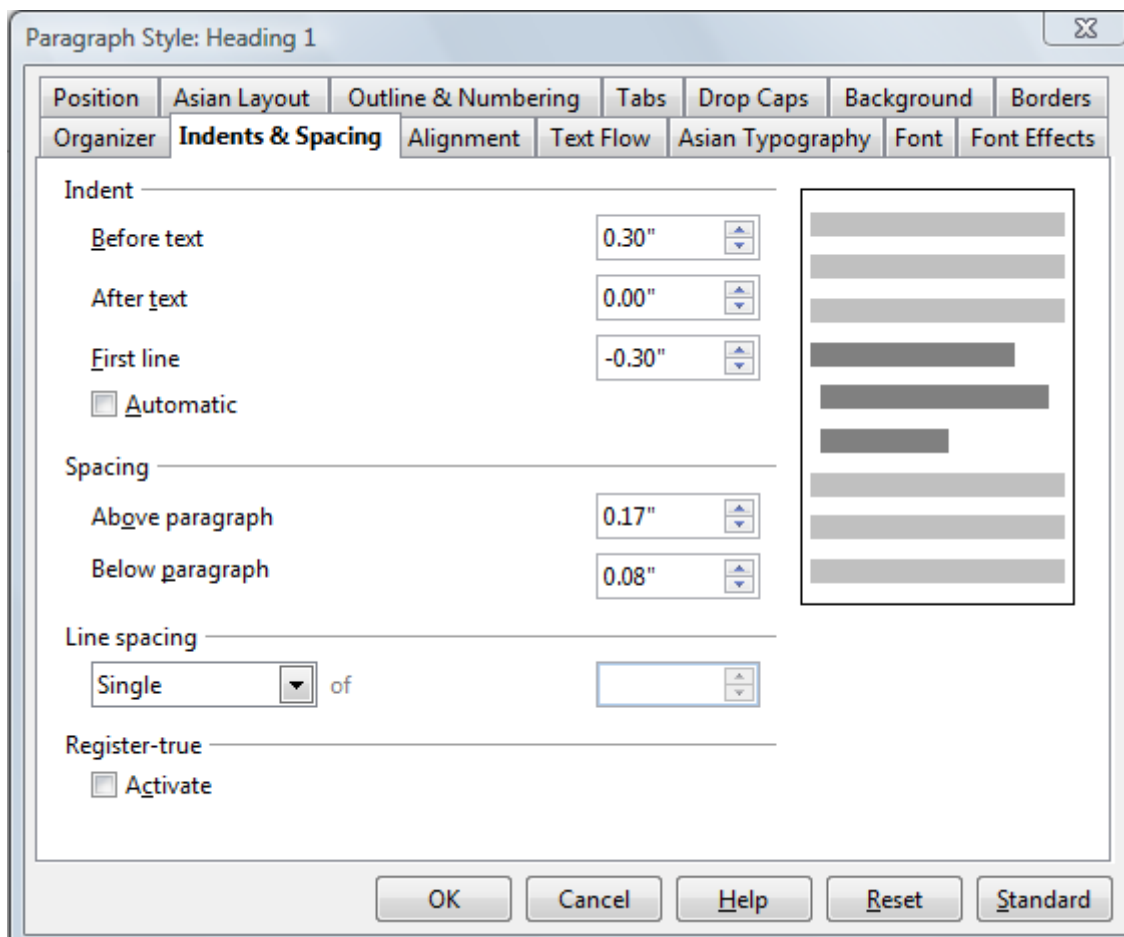 Paragraph Style: Heading 1
Position Asian Layout Outline & Numbering Tabs Drop Caps Background Borders
Organizer Indents & Spacing Alignment Text Flow Asian Typography Font Font Effects
Indent
Before text 0.30"
After text 0.00"
First line -0.30"
Automatic
Spacing
Above paragraph 0.17"
Below paragraph 0.08"
Line spacing
Single of
Register-true
Activate
OK Cancel Help Reset Standard